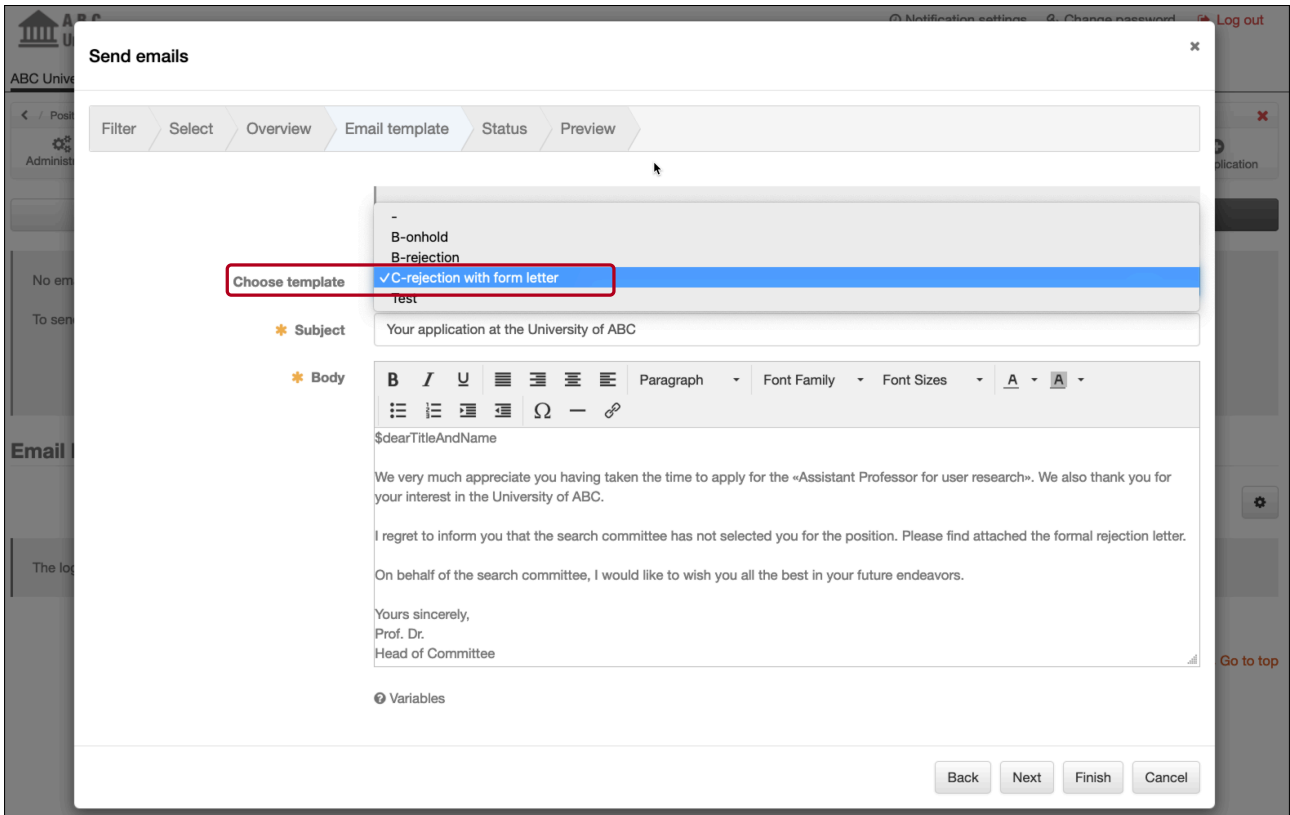 A B C
Notification settings Change password Log out
Send emails
ABC Unive
/ Posit
Filter Select Overview Email template Status Preview
Administ
plication
-
B-onhold
B-rejection
No em
Choose template ✓C-rejection with form letter
Test
To sen
* Subject Your application at the University of ABC
* Body
B I U Paragraph Font Family Font Sizes A A
Ω
$dearTitleAndName
Email
We very much appreciate you having taken the time to apply for the «Assistant Professor for user research». We also thank you for
your interest in the University of ABC.
I regret to inform you that the search committee has not selected you for the position. Please find attached the formal rejection letter.
The log
On behalf of the search committee, I would like to wish you all the best in your future endeavors.
Yours sincerely,
Prof. Dr.
Head of Committee
Go to top
Variables
Back Next Finish Cancel